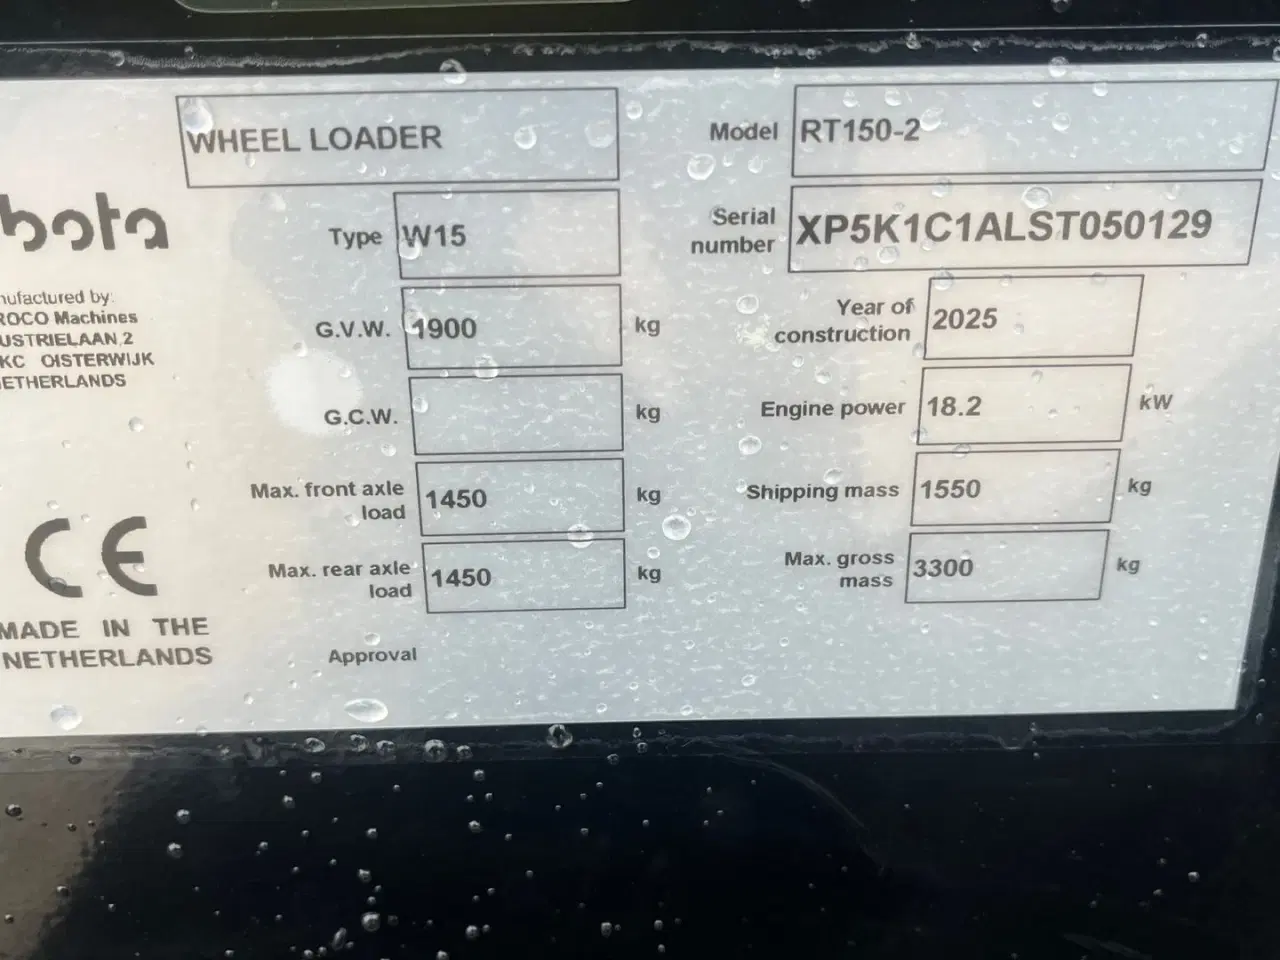 WHEEL LOADER
Model RT150-2
bota
Type W15
Serial number XP5K1C1ALST050129
nufactured by:
ROCO Machines
USTRIELAAN 2
KC OISTERWIJK
ETHERLANDS
G.V.W. 1900 kg
Year of construction 2025
G.C.W. kg
Engine power 18.2 kW
Max. front axle load 1450 kg
Shipping mass 1550 kg
Max. rear axle load 1450 kg
Max. gross mass 3300 kg
CE
MADE IN THE
NETHERLANDS
Approval